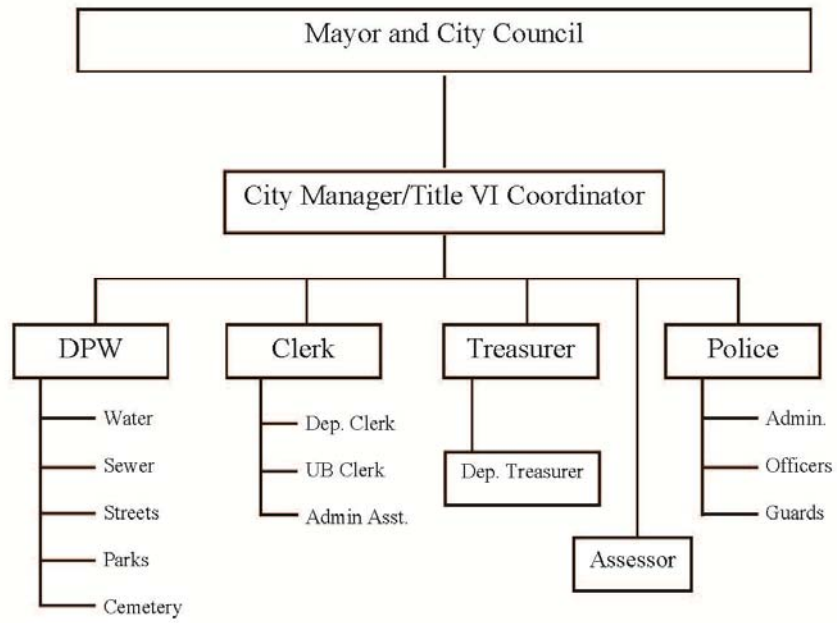 Mayor and City Council
City Manager/Title VI Coordinator
DPW
Water
Sewer
Streets
Parks
Cemetery
Clerk
Dep. Clerk
UB Clerk
Admin Asst.
Treasurer
Dep. Treasurer
Assessor
Police
Admin.
Officers
Guards